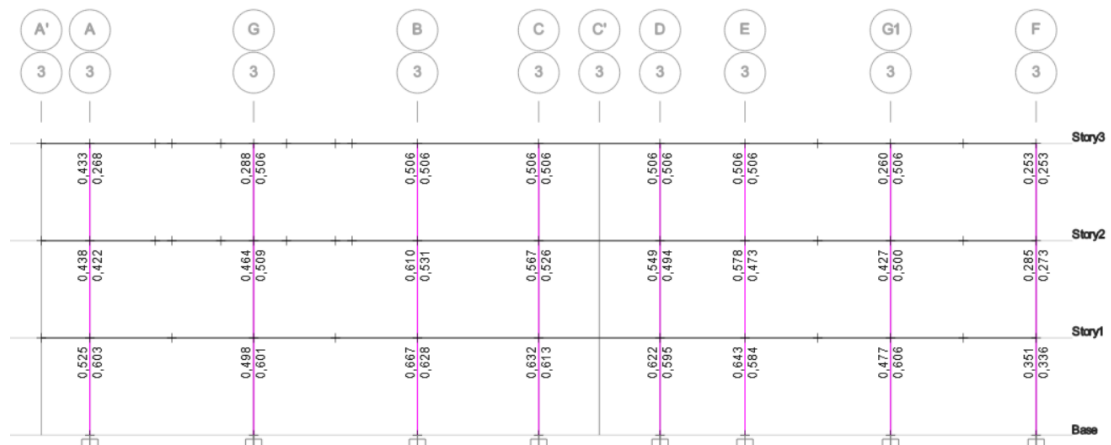 A' A G B C C' D E G1 F
3 3 3 3 3 3 3 3 3 3
Story3
0,433 0,288 0,506 0,506 0,506 0,506 0,260 0,253
0,268 0,506 0,506 0,506 0,506 0,506 0,506 0,253
Story2
0,438 0,464 0,610 0,567 0,549 0,578 0,427 0,285
0,422 0,509 0,531 0,526 0,494 0,473 0,500 0,273
Story1
0,525 0,498 0,667 0,632 0,622 0,643 0,477 0,351
0,603 0,601 0,628 0,613 0,595 0,584 0,606 0,336
Base